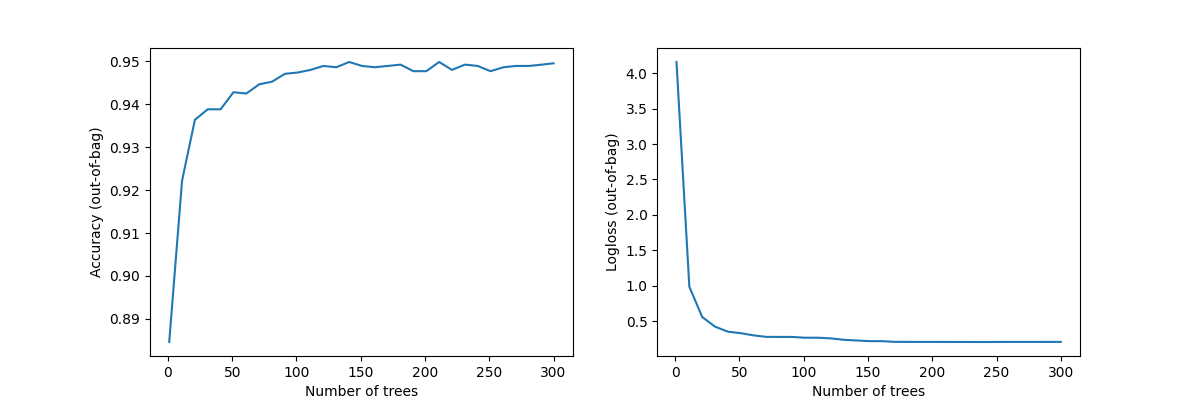 Accuracy (out-of-bag)
0.95
0.94
0.93
0.92
0.91
0.90
0.89
0 50 100 150 200 250 300
Number of trees
Logloss (out-of-bag)
4.0
3.5
3.0
2.5
2.0
1.5
1.0
0.5
0 50 100 150 200 250 300
Number of trees